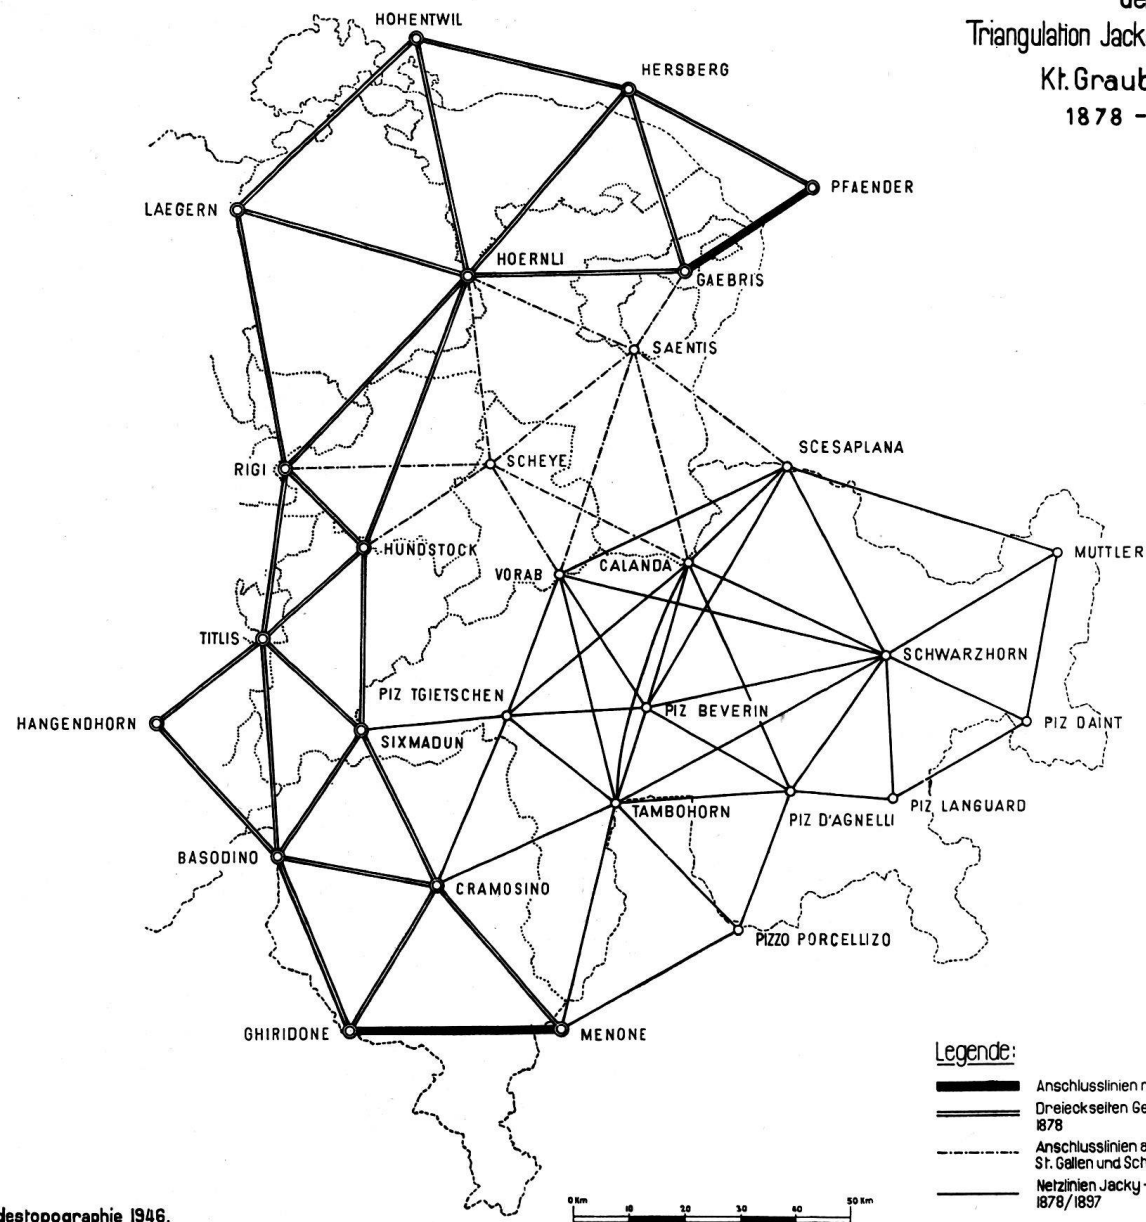 Triangulation Jack
Kt. Graub
1878 –
HOHENTWIL
HERSBERG
PFAENDER
LAEGERN
HOERNLI
GAEBRIS
SAENTIS
SCESAPLANA
RIGI
SCHEYE
HUNDSTOCK
VORAB
CALANDA
MUTTLER
TITLIS
SCHWARZHORN
PIZ TGIETSCHEN
PIZ BEVERIN
HANGENDHORN
SIXMADUN
PIZ DAINT
TAMBOHORN
PIZ D'AGNELLI
PIZ LANGUARD
BASODINO
CRAMOSINO
PIZZO PORCELLIZO
GHIRIDONE
MENONE
Legende:
Anschlusslinien
Dreieckseiten Ge
1878
Anschlusslinien a
St. Gallen und Sch
Netzlinien Jacky -
1878/1897
destopographie 1946.
0 Km 50 Km
10 20 30 40